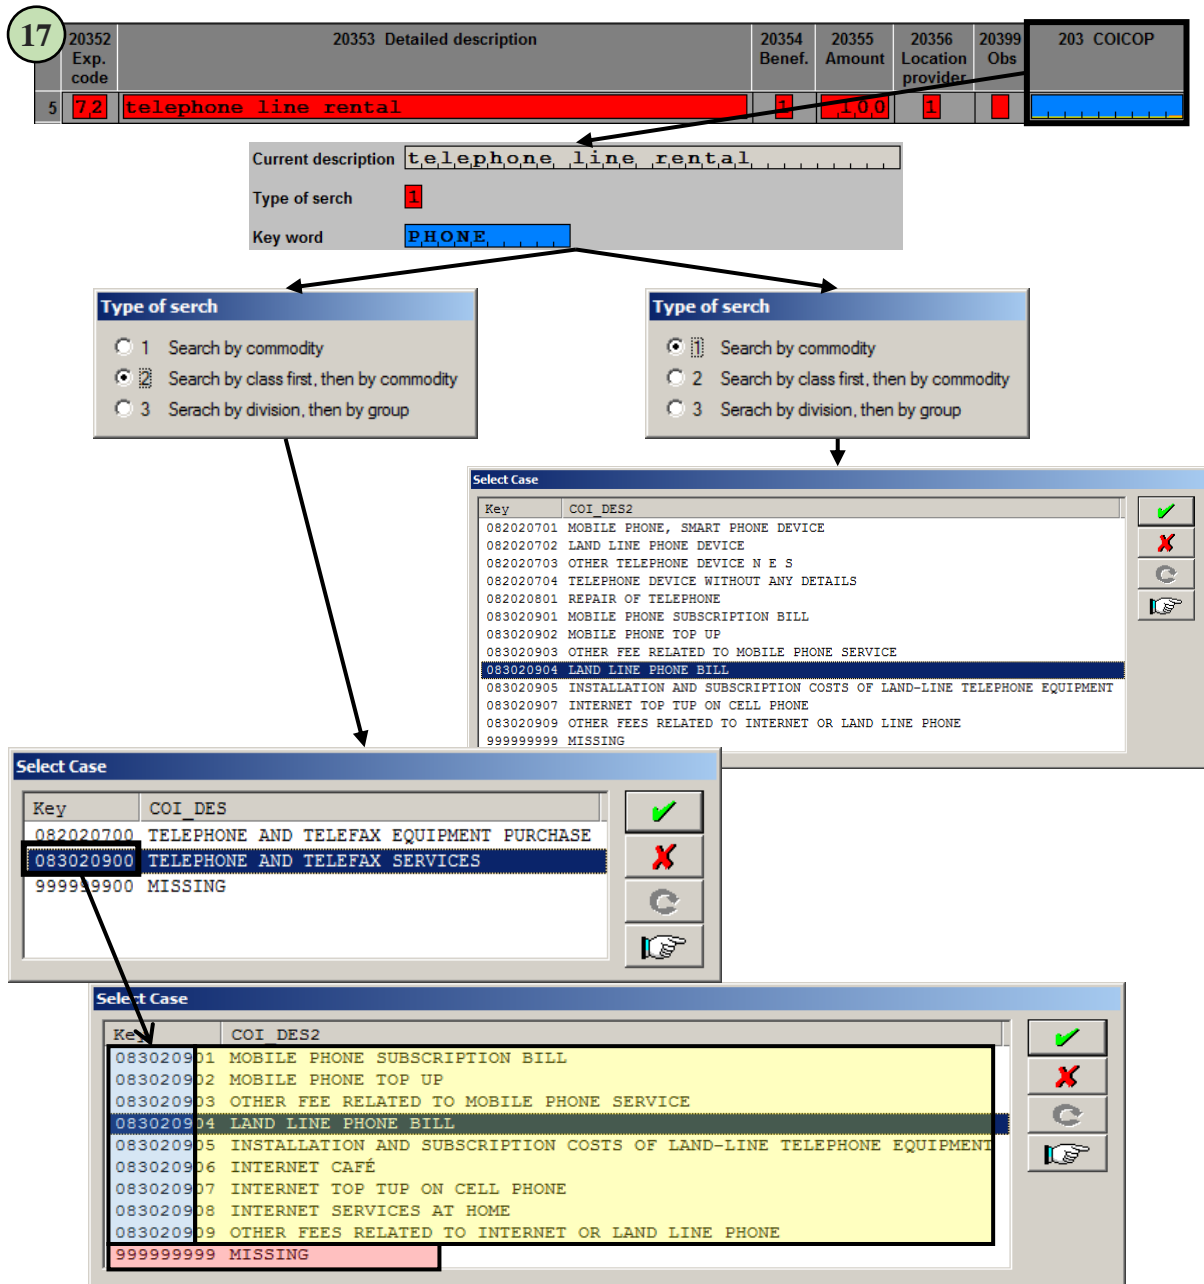 17
20352 Exp. code
20353 Detailed description
20354 Benef.
20355 Amount
20356 Location provider
20399 Obs
203 COICOP
5 72 telephone line rental 1 100 1
Current description telephone line rental
Type of serch 1
Key word PHONE
Type of serch
1 Search by commodity
2 Search by class first, then by commodity
3 Serach by division, then by group
Type of serch
1 Search by commodity
2 Search by class first, then by commodity
3 Serach by division, then by group
Select Case
Key COI_DES2
082020701 MOBILE PHONE, SMART PHONE DEVICE
082020702 LAND LINE PHONE DEVICE
082020703 OTHER TELEPHONE DEVICE N E S
082020704 TELEPHONE DEVICE WITHOUT ANY DETAILS
082020801 REPAIR OF TELEPHONE
083020901 MOBILE PHONE SUBSCRIPTION BILL
083020902 MOBILE PHONE TOP UP
083020903 OTHER FEE RELATED TO MOBILE PHONE SERVICE
083020904 LAND LINE PHONE BILL
083020905 INSTALLATION AND SUBSCRIPTION COSTS OF LAND-LINE TELEPHONE EQUIPMENT
083020907 INTERNET TOP TUP ON CELL PHONE
083020909 OTHER FEES RELATED TO INTERNET OR LAND LINE PHONE
999999999 MISSING
Select Case
Key COI_DES
082020700 TELEPHONE AND TELEFAX EQUIPMENT PURCHASE
083020900 TELEPHONE AND TELEFAX SERVICES
999999900 MISSING
Select Case
Key COI_DES2
083020901 MOBILE PHONE SUBSCRIPTION BILL
083020902 MOBILE PHONE TOP UP
083020903 OTHER FEE RELATED TO MOBILE PHONE SERVICE
083020904 LAND LINE PHONE BILL
083020905 INSTALLATION AND SUBSCRIPTION COSTS OF LAND-LINE TELEPHONE EQUIPMENT
083020906 INTERNET CAFÉ
083020907 INTERNET TOP TUP ON CELL PHONE
083020908 INTERNET SERVICES AT HOME
083020909 OTHER FEES RELATED TO INTERNET OR LAND LINE PHONE
999999999 MISSING